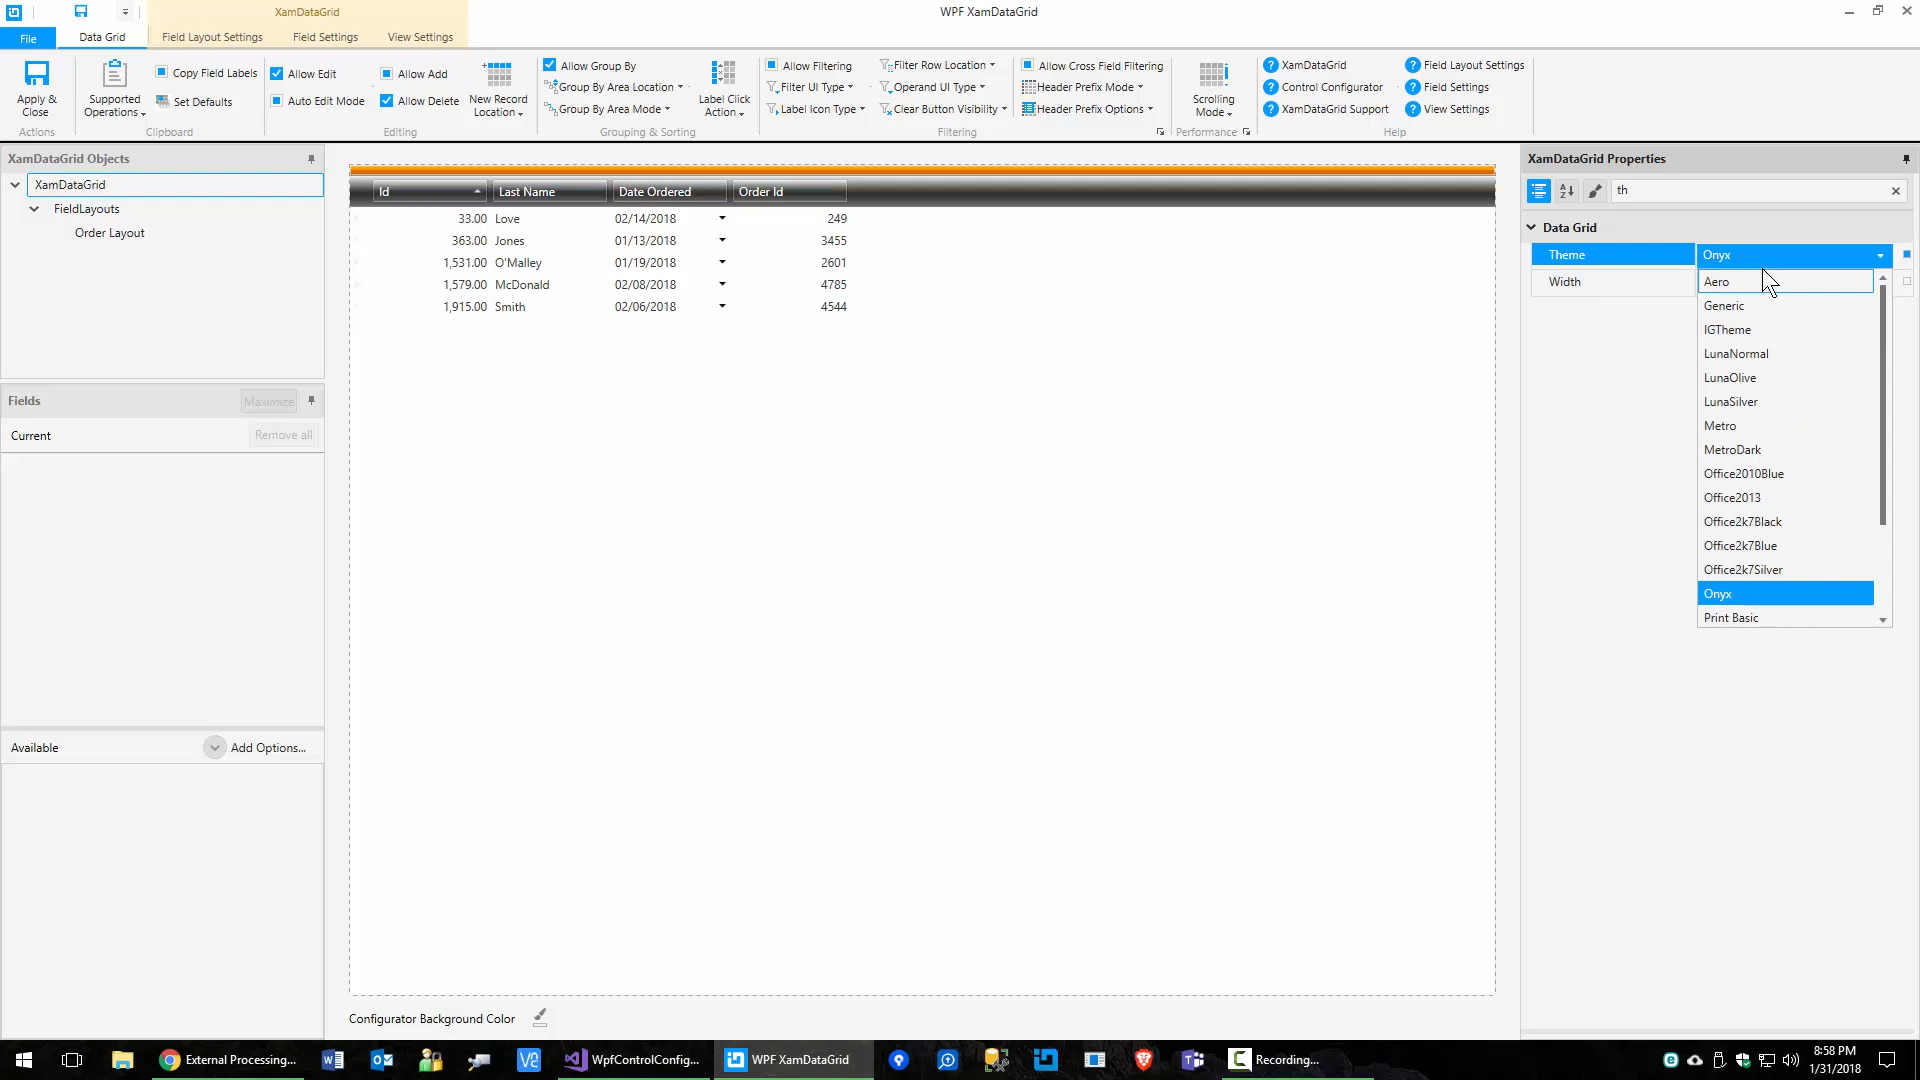 XamDataGrid
WPF XamDataGrid
File
Data Grid
Field Layout Settings
Field Settings
View Settings
Apply &
Close
Actions
Supported
Operations
Copy Field Labels
Set Defaults
Clipboard
Allow Edit
Auto Edit Mode
Allow Add
Allow Delete
New Record
Location
Editing
Allow Group By
Group By Area Location
Group By Area Mode
Label Click
Action
Grouping & Sorting
Allow Filtering
Filter UI Type
Label Icon Type
Filter Row Location
Operand UI Type
Clear Button Visibility
Allow Cross Field Filtering
Header Prefix Mode
Header Prefix Options
Filtering
Scrolling
Mode
Performance
XamDataGrid
Control Configurator
XamDataGrid Support
Field Layout Settings
Field Settings
View Settings
Help
XamDataGrid Objects
XamDataGrid
FieldLayouts
Order Layout
Fields
Maximize
Current
Remove all
Available
Add Options...
Id Last Name Date Ordered Order Id
33.00 Love 02/14/2018 249
363.00 Jones 01/13/2018 3455
1,531.00 O'Malley 01/19/2018 2601
1,579.00 McDonald 02/08/2018 4785
1,915.00 Smith 02/06/2018 4544
Configurator Background Color
XamDataGrid Properties
th
Data Grid
Theme Onyx
Width
Aero
Generic
IGTheme
LunaNormal
LunaOlive
LunaSilver
Metro
MetroDark
Office2010Blue
Office2013
Office2k7Black
Office2k7Blue
Office2k7Silver
Onyx
Print Basic
External Processing...
WpfControlConfig...
WPF XamDataGrid
Recording...
8:58 PM
1/31/2018